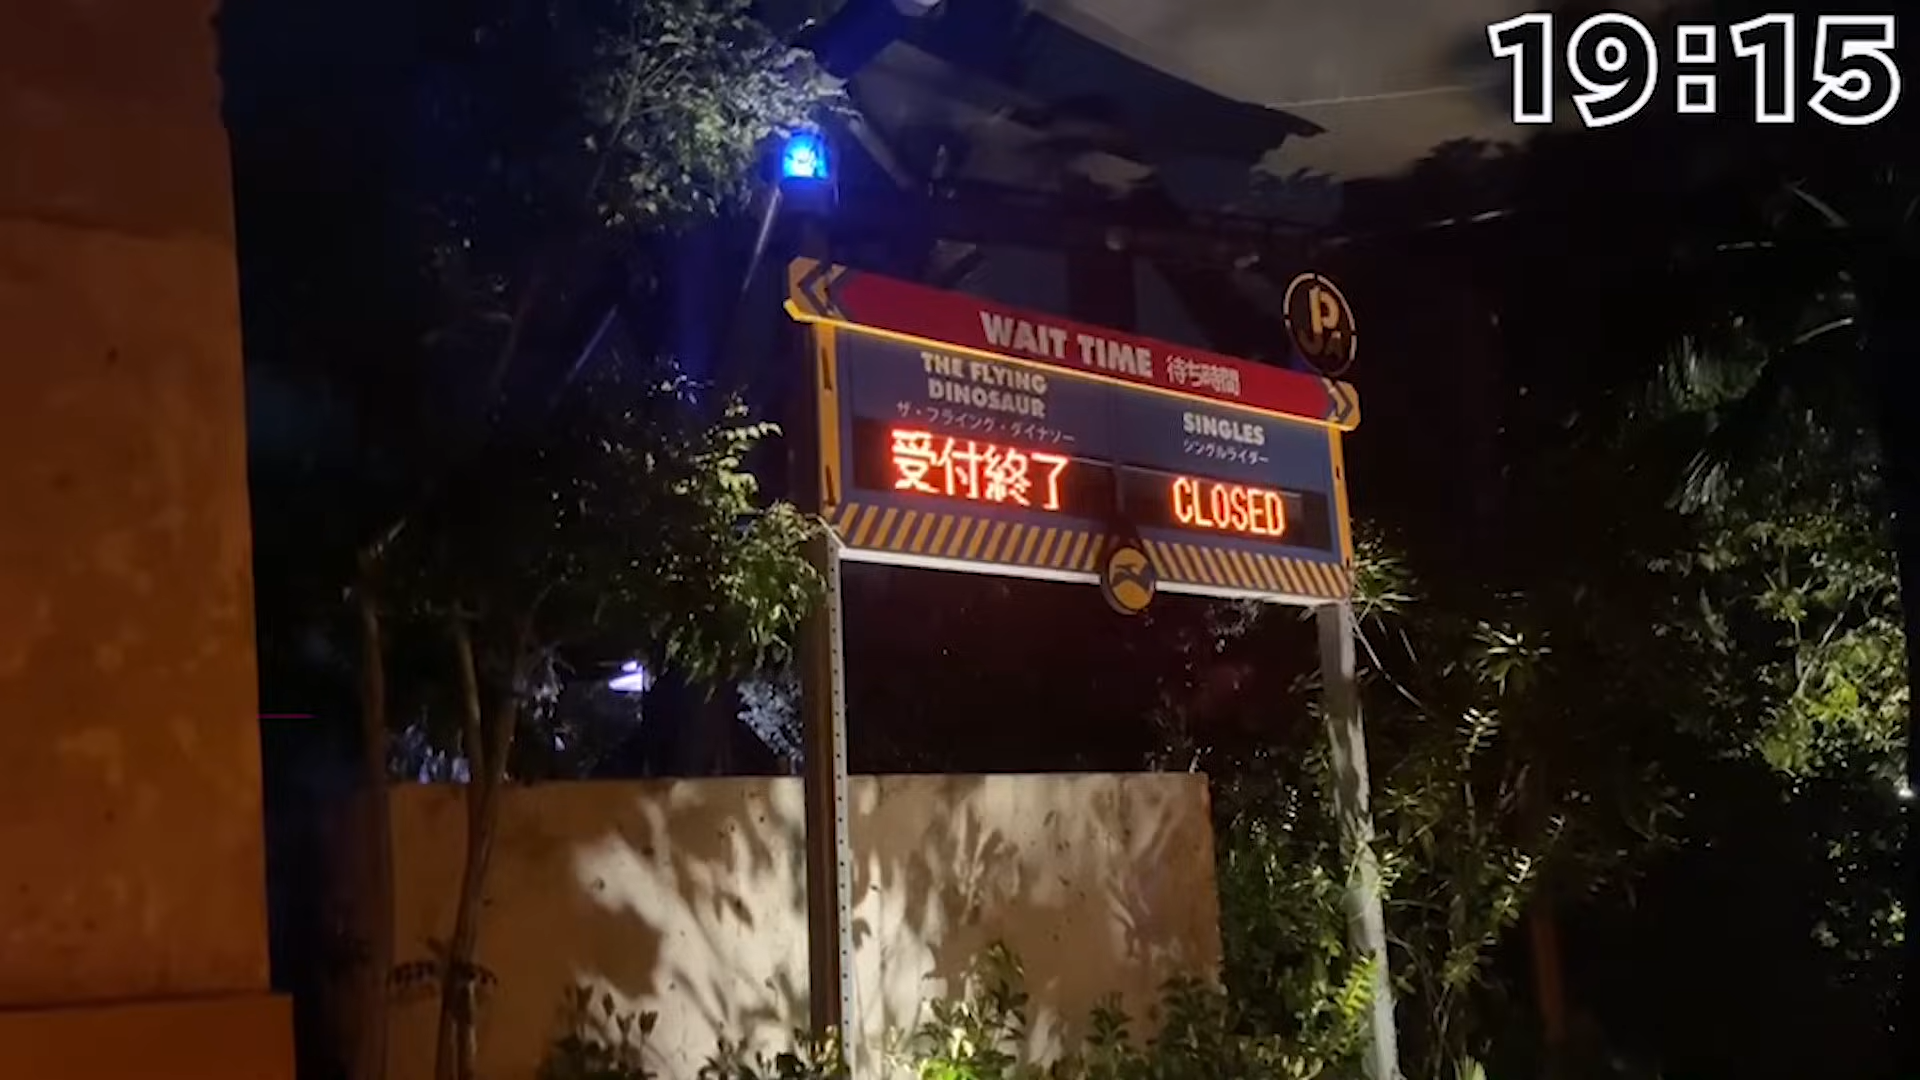 19:15
WAIT TIME 待ち時間
THE FLYING
DINOSAUR
ザ・フライング・ダイナソー
受付終了
SINGLES
シングルライダー
CLOSED